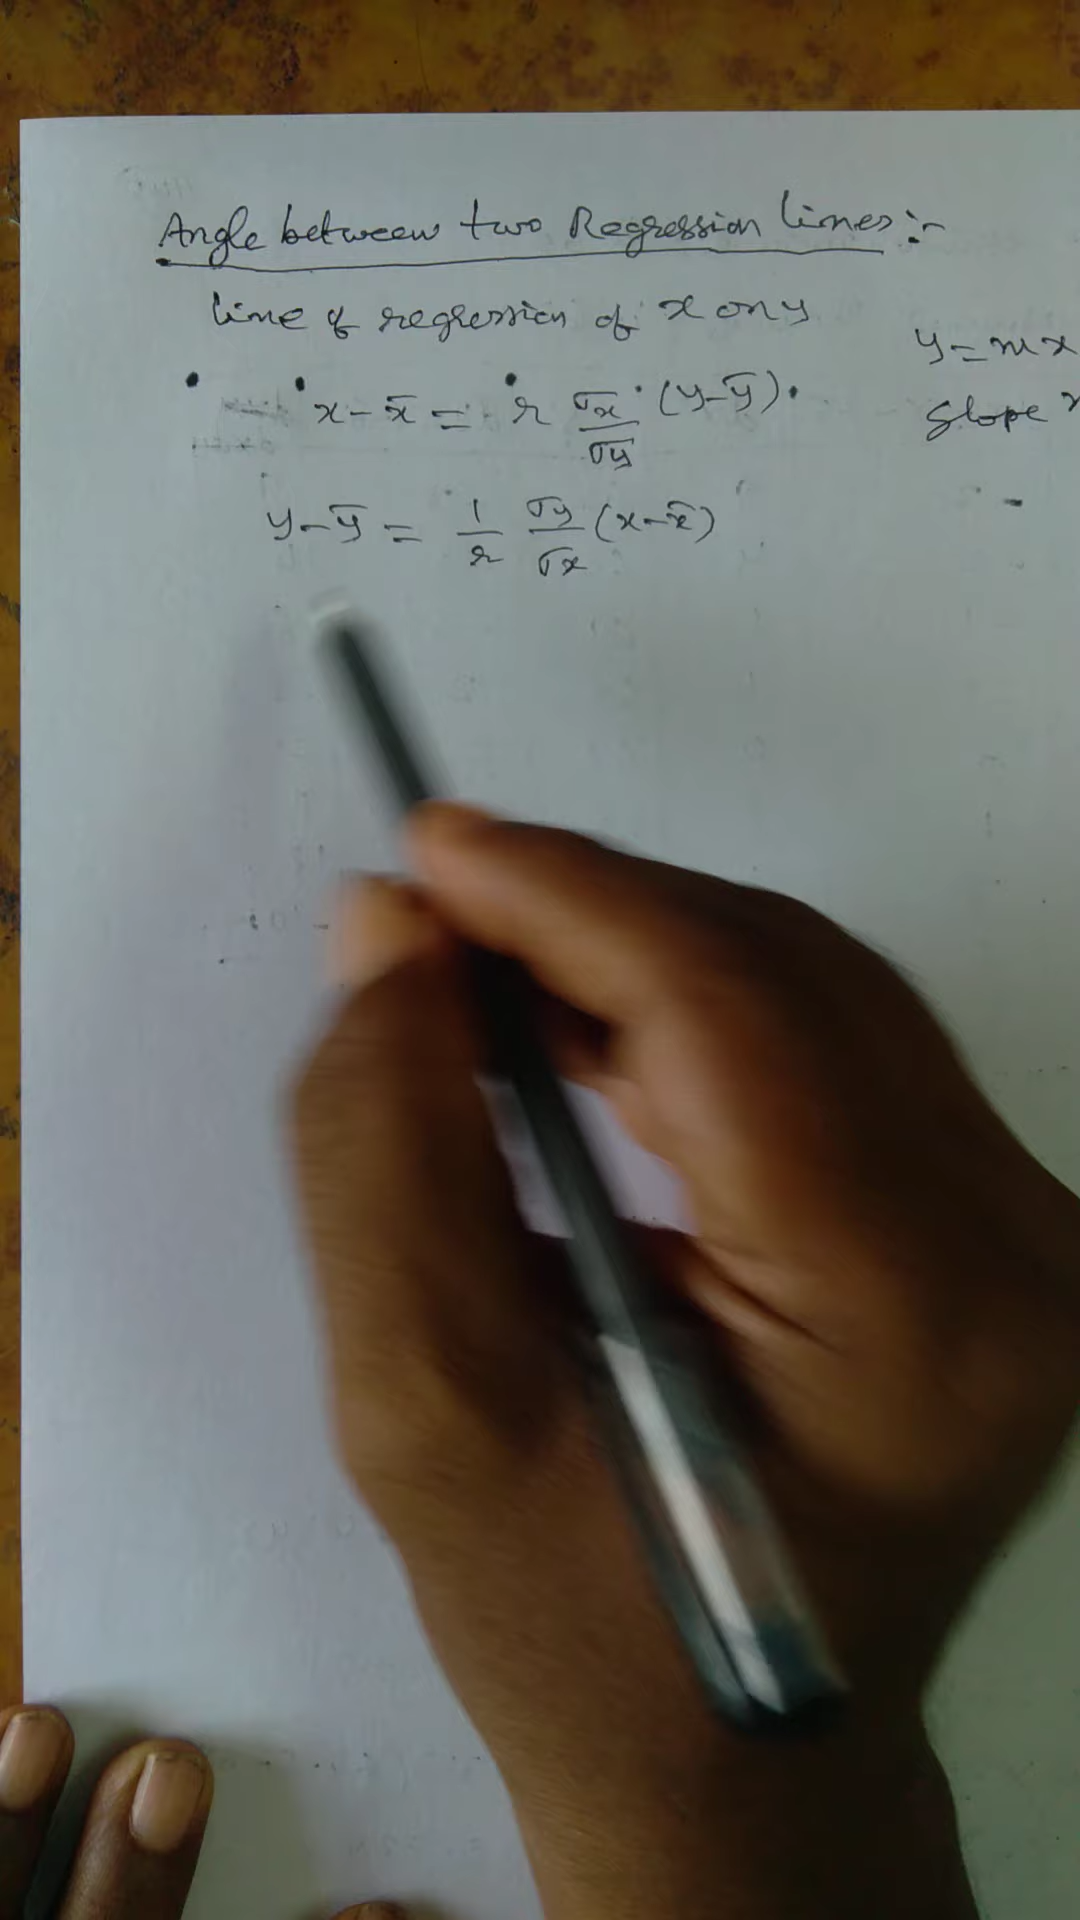 Angle between two Regression lines:-
line of regression of x on y
x - x̄ = r σx/σy (y - ȳ).
y - ȳ = 1/r σy/σx (x - x̄)
y = mx
Slope